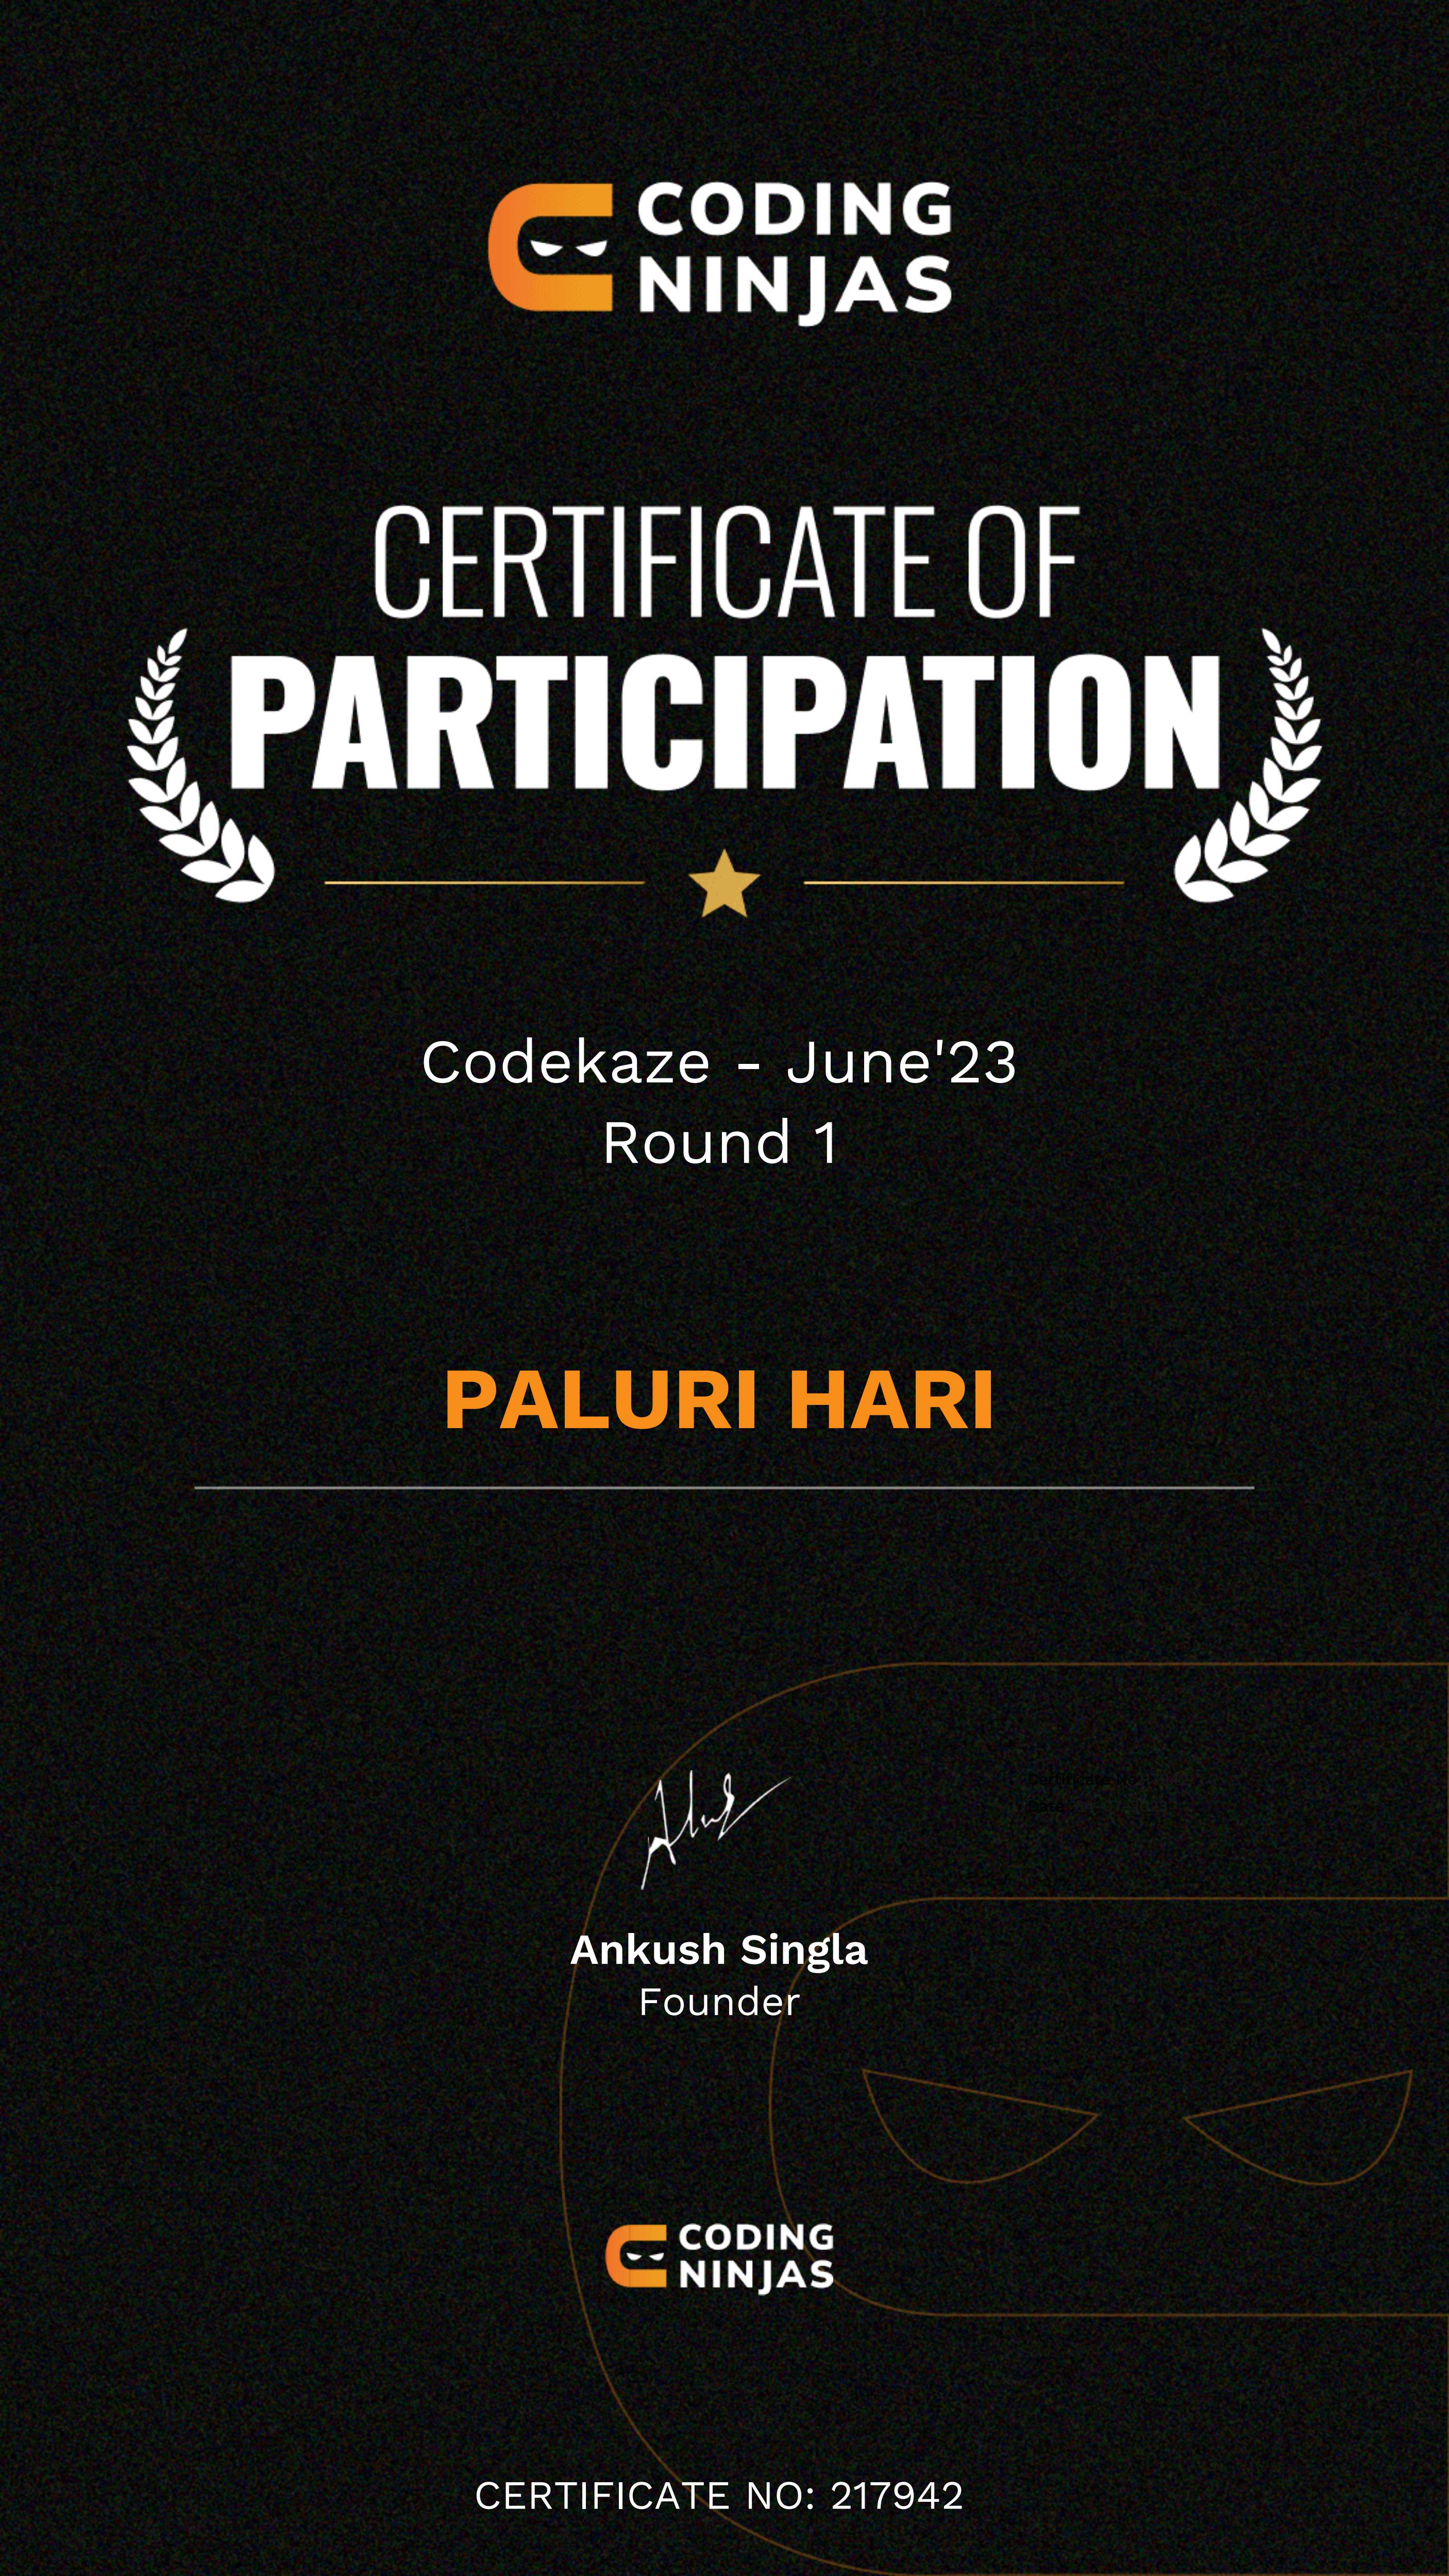 CODING
NINJAS
CERTIFICATE OF
PARTICIPATION
Codekaze - June'23
Round 1
PALURI HARI
Ankush Singla
Founder
CODING
NINJAS
CERTIFICATE NO: 217942